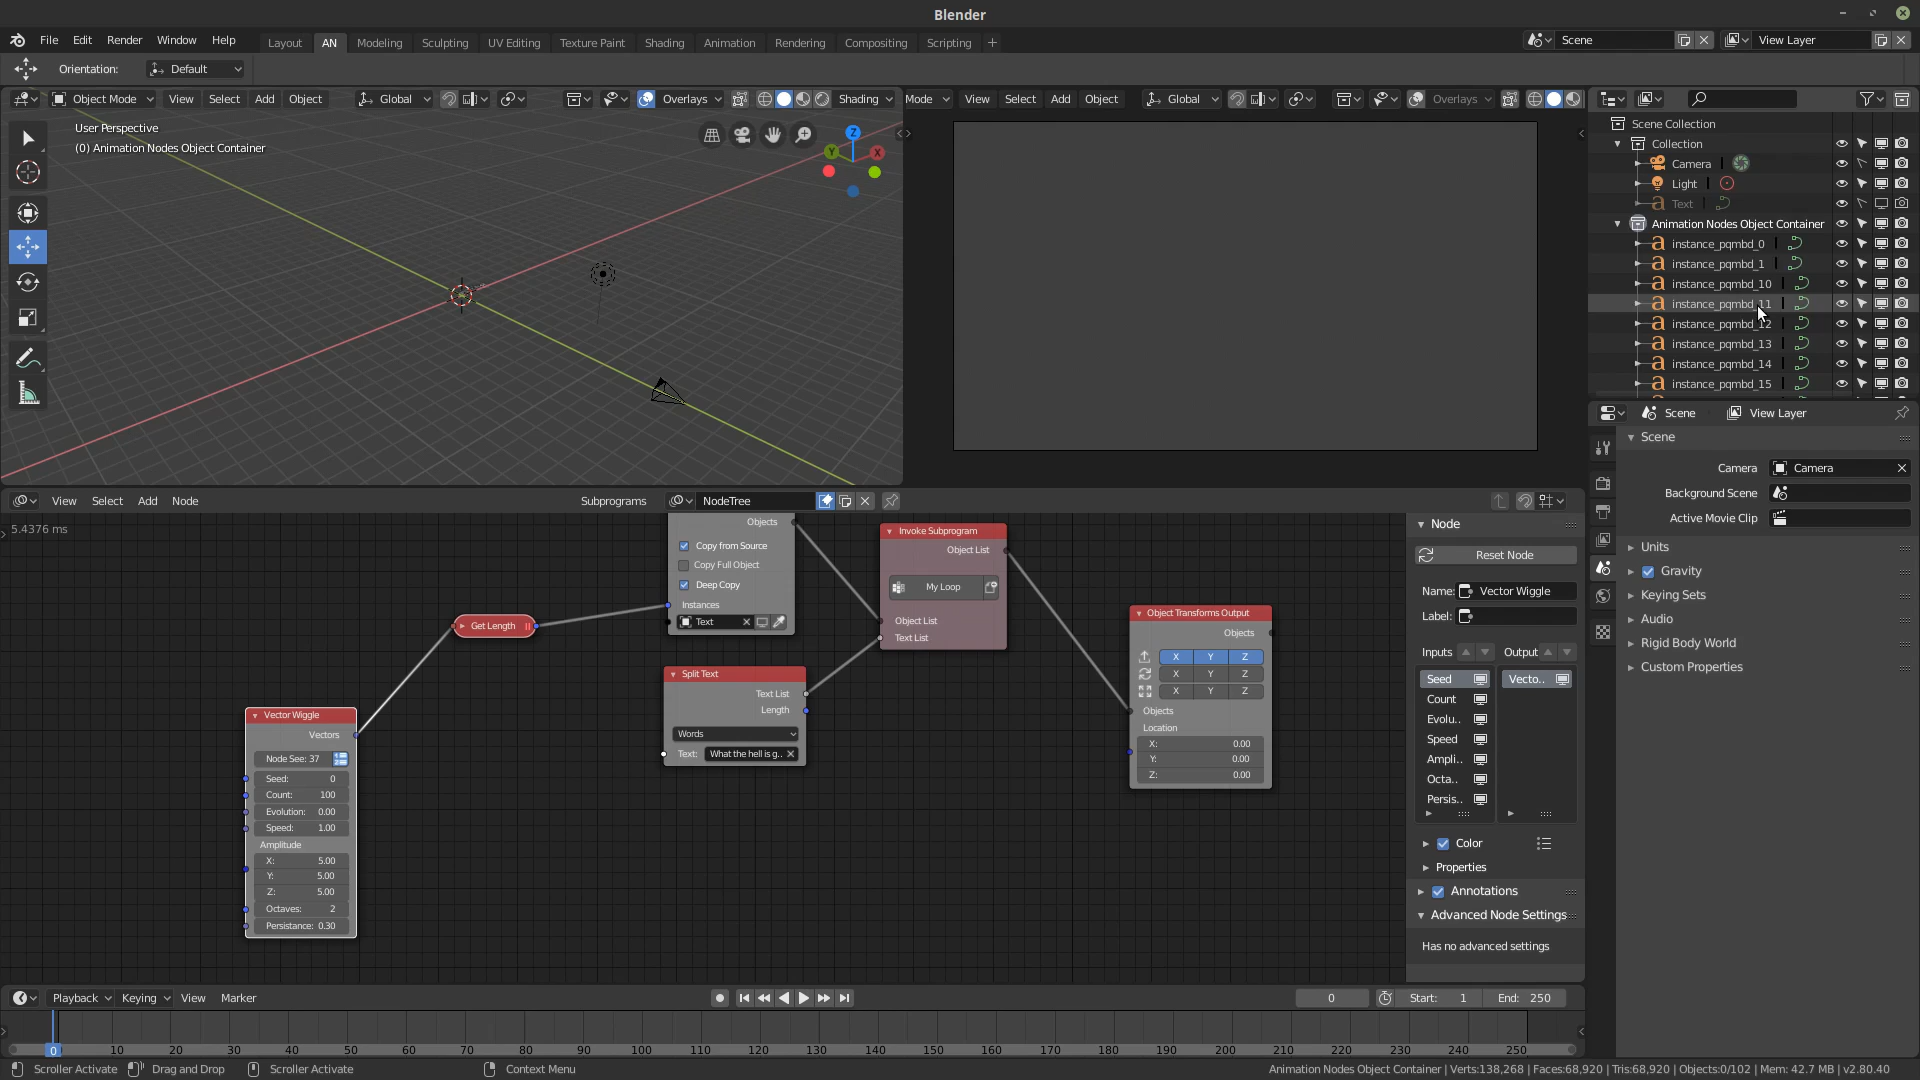 Blender
File Edit Render Window Help Layout AN Modeling Sculpting UV Editing Texture Paint Shading Animation Rendering Compositing Scripting + Scene View Layer
Orientation: Default
Object Mode View Select Add Object Global Overlays Shading
Mode View Select Add Object Global Overlays
User Perspective
(0) Animation Nodes Object Container
Z
Y
X
Scene Collection
Collection
Camera
Light
Text
Animation Nodes Object Container
instance_pqmbd_0
instance_pqmbd_1
instance_pqmbd_10
instance_pqmbd_11
instance_pqmbd_12
instance_pqmbd_13
instance_pqmbd_14
instance_pqmbd_15
Scene View Layer
Scene
Camera Camera
Background Scene
Active Movie Clip
Units
Gravity
Keying Sets
Audio
Rigid Body World
Custom Properties
View Select Add Node Subprograms NodeTree
5.4376 ms
Objects
Copy from Source
Copy Full Object
Deep Copy
Instances
Text
Invoke Subprogram
Object List
My Loop
Object List
Text List
Get Length
Split Text
Text List
Length
Words
Text: What the hell is g..
Object Transforms Output
Objects
X Y Z
X Y Z
X Y Z
Objects
Location
X: 0.00
Y: 0.00
Z: 0.00
Vector Wiggle
Vectors
Node See: 37
Seed: 0
Count: 100
Evolution: 0.00
Speed: 1.00
Amplitude
X: 5.00
Y: 5.00
Z: 5.00
Octaves: 2
Persistance: 0.30
Node
Reset Node
Name: Vector Wiggle
Label:
Inputs Output
Seed Vecto..
Count
Evolu..
Speed
Ampli..
Octa..
Persis..
Color
Properties
Annotations
Advanced Node Settings
Has no advanced settings
Playback Keying View Marker 0 Start: 1 End: 250
0 10 20 30 40 50 60 70 80 90 100 110 120 130 140 150 160 170 180 190 200 210 220 230 240 250
Scroller Activate Drag and Drop Scroller Activate Context Menu Animation Nodes Object Container | Verts:138,268 | Faces:68,920 | Tris:68,920 | Objects:0/102 | Mem: 42.7 MB | v2.80.40